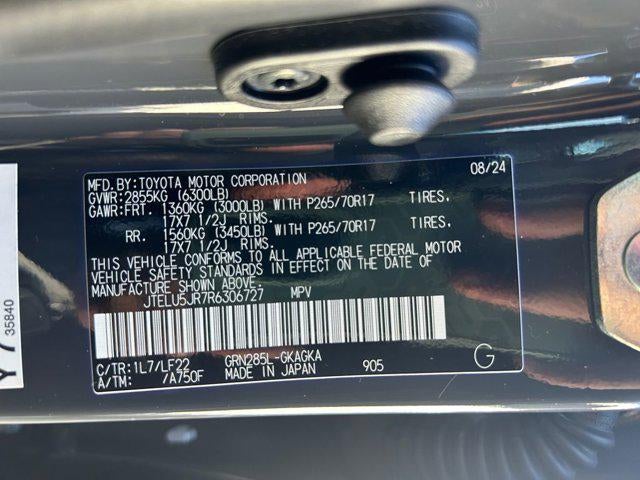 MFD.BY:TOYOTA MOTOR CORPORATION 08/24
GVWR:2855KG (6300LB)
GAWR:FRT. 1360KG (3000LB) WITH P265/70R17 TIRES.
17X7 1/2J RIMS.
RR. 1560KG (3450LB) WITH P265/70R17 TIRES.
17X7 1/2J RIMS.
THIS VEHICLE CONFORMS TO ALL APPLICABLE FEDERAL MOTOR
VEHICLE SAFETY STANDARDS IN EFFECT ON THE DATE OF
MANUFACTURE SHOWN ABOVE.
JTELU5JR7R6306727 MPV
C/TR:1L7/LF22 GRN285L-GKAGKA
A/TM: /A750F MADE IN JAPAN 905 G
Y 7 35840